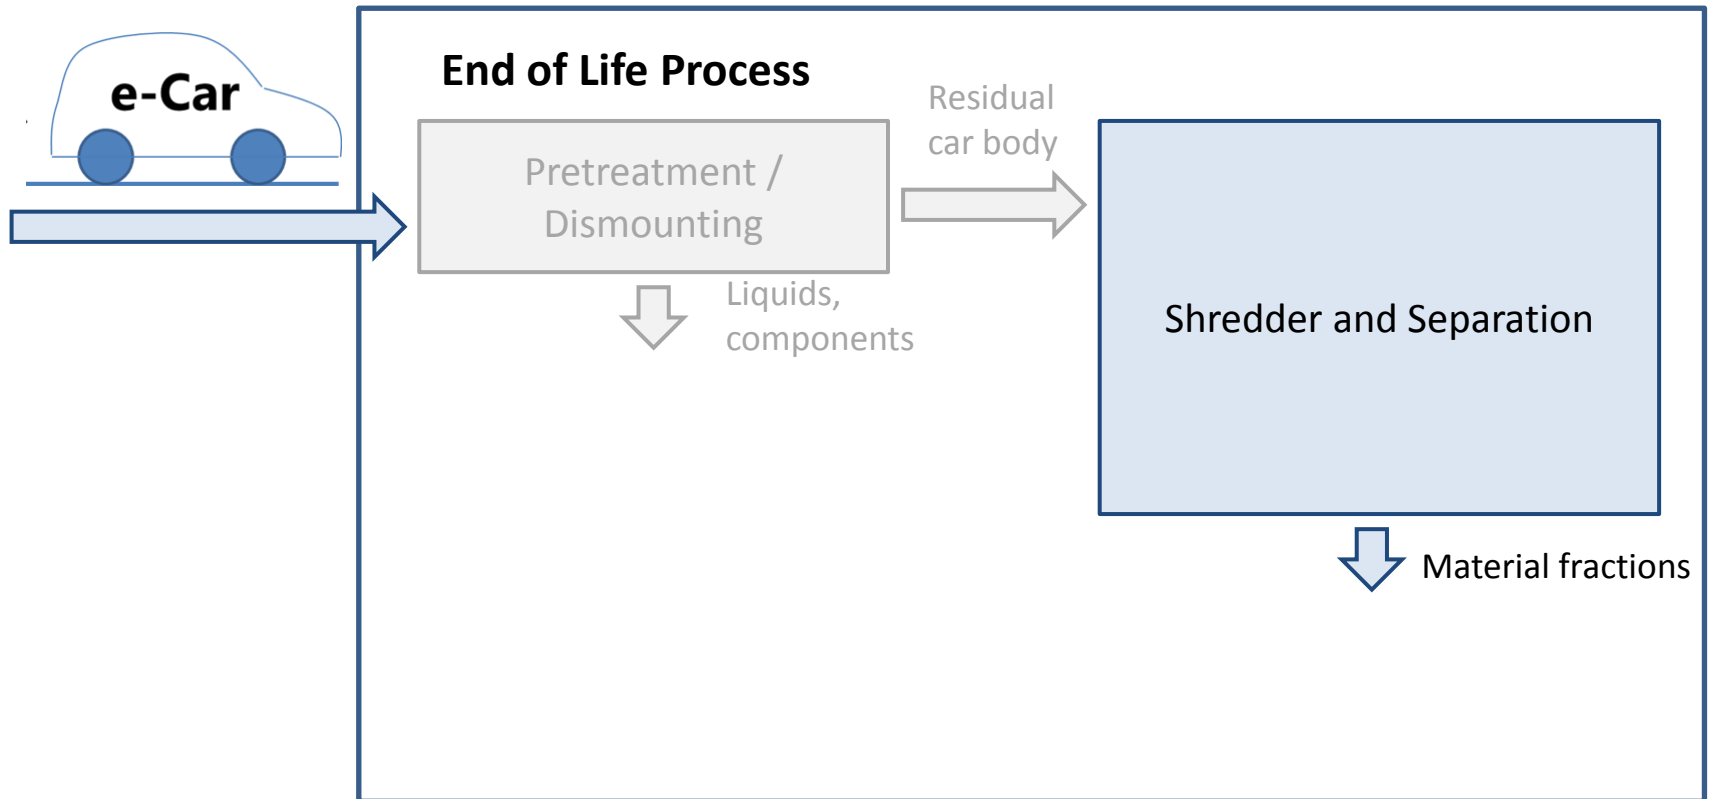 e-Car
End of Life Process
Pretreatment /
Dismounting
Residual
car body
Liquids,
components
Shredder and Separation
Material fractions